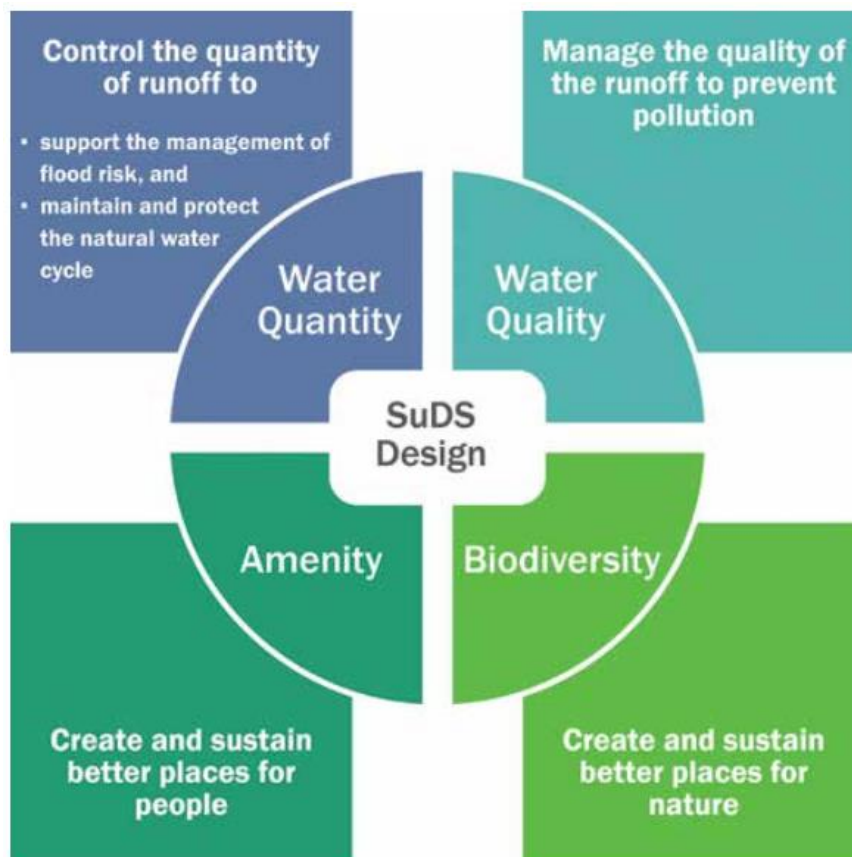 Control the quantity
of runoff to
• support the management of
flood risk, and
• maintain and protect
the natural water
cycle
Manage the quality of
the runoff to prevent
pollution
Water
Quantity
Water
Quality
SuDS
Design
Amenity
Biodiversity
Create and sustain
better places for
people
Create and sustain
better places for
nature